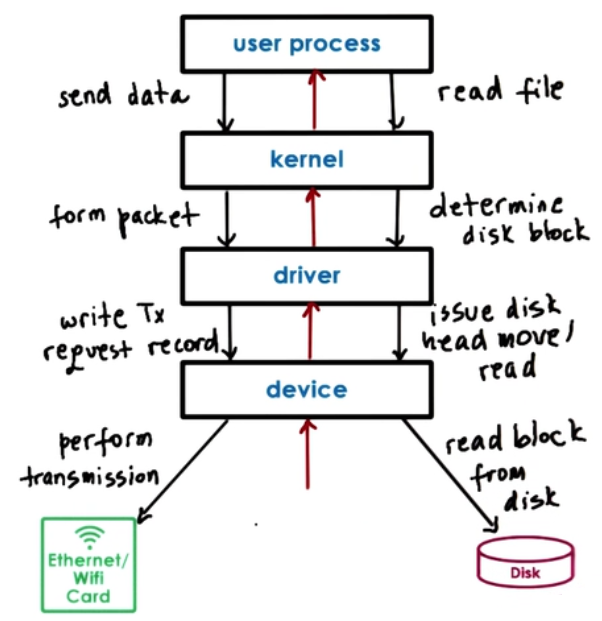 user process
send data
read file
kernel
form packet
determine
disk block
driver
write Tx
request record
issue disk
head move/
read
device
perform
transmission
read block
from
disk
Ethernet/
Wifi
Card
Disk